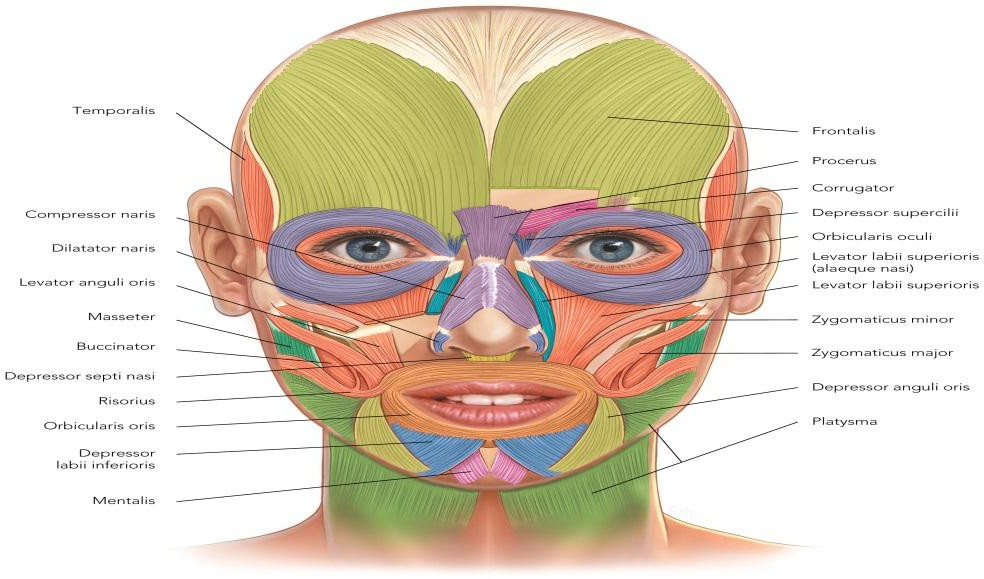 Temporalis
Compressor naris
Dilatator naris
Levator anguli oris
Masseter
Buccinator
Depressor septi nasi
Risorius
Orbicularis oris
Depressor
labii inferioris
Mentalis
Frontalis
Procerus
Corrugator
Depressor supercilii
Orbicularis oculi
Levator labii superioris
(alaeque nasi)
Levator labii superioris
Zygomaticus minor
Zygomaticus major
Depressor anguli oris
Platysma